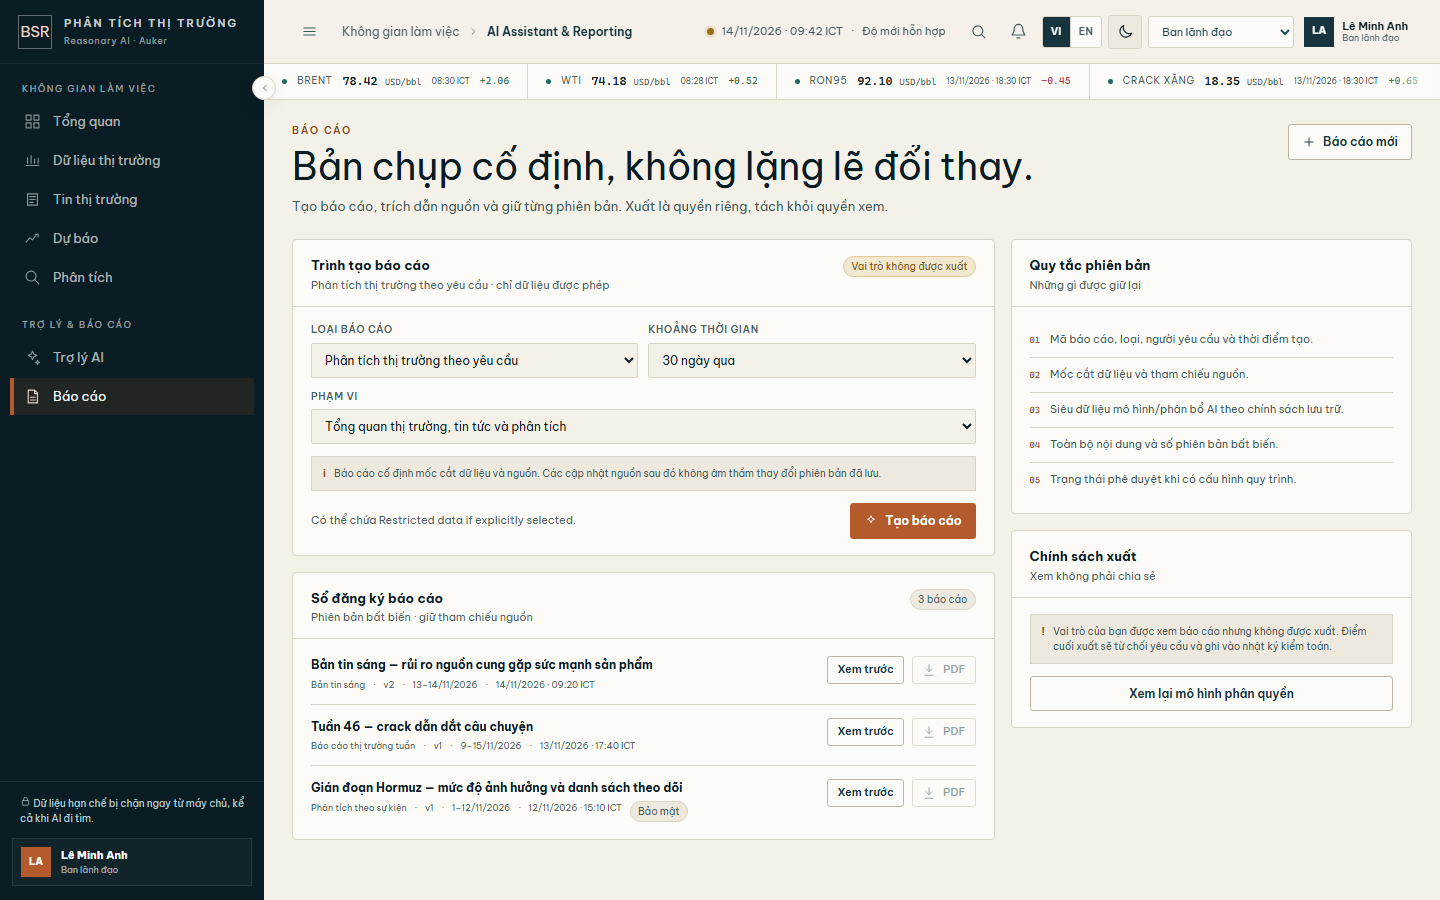 BSR
PHÂN TÍCH THỊ TRƯỜNG
Reasonary AI · Auker
KHÔNG GIAN LÀM VIỆC
Tổng quan
Dữ liệu thị trường
Tin thị trường
Dự báo
Phân tích
TRỢ LÝ & BÁO CÁO
Trợ lý AI
Báo cáo
Dữ liệu hạn chế bị chặn ngay từ máy chủ, kể
cả khi AI đi tìm.
LA
Lê Minh Anh
Ban lãnh đạo
Không gian làm việc
AI Assistant & Reporting
14/11/2026 · 09:42 ICT · Độ mới hỗn hợp
VI EN
Ban lãnh đạo
LA
Lê Minh Anh
Ban lãnh đạo
BRENT 78.42 USD/bbl 08:30 ICT +2.06
WTI 74.18 USD/bbl 08:28 ICT +0.52
RON95 92.10 USD/bbl 13/11/2026 · 18:30 ICT −0.45
CRACK XĂNG 18.35 USD/bbl 13/11/2026 · 18:30 ICT +0.65
BÁO CÁO
Bản chụp cố định, không lặng lẽ đổi thay.
Tạo báo cáo, trích dẫn nguồn và giữ từng phiên bản. Xuất là quyền riêng, tách khỏi quyền xem.
Báo cáo mới
Trình tạo báo cáo
Phân tích thị trường theo yêu cầu · chỉ dữ liệu được phép
Vai trò không được xuất
LOẠI BÁO CÁO
Phân tích thị trường theo yêu cầu
KHOẢNG THỜI GIAN
30 ngày qua
PHẠM VI
Tổng quan thị trường, tin tức và phân tích
i Báo cáo cố định mốc cắt dữ liệu và nguồn. Các cập nhật nguồn sau đó không âm thầm thay đổi phiên bản đã lưu.
Có thể chứa Restricted data if explicitly selected.
Tạo báo cáo
Sổ đăng ký báo cáo
Phiên bản bất biến · giữ tham chiếu nguồn
3 báo cáo
Bản tin sáng — rủi ro nguồn cung gặp sức mạnh sản phẩm
Bản tin sáng · v2 · 13–14/11/2026 · 14/11/2026 · 09:20 ICT
Xem trước
PDF
Tuần 46 — crack dẫn dắt câu chuyện
Báo cáo thị trường tuần · v1 · 9–15/11/2026 · 13/11/2026 · 17:40 ICT
Xem trước
PDF
Gián đoạn Hormuz — mức độ ảnh hưởng và danh sách theo dõi
Phân tích theo sự kiện · v1 · 1–12/11/2026 · 12/11/2026 · 15:10 ICT Bảo mật
Xem trước
PDF
Quy tắc phiên bản
Những gì được giữ lại
01 Mã báo cáo, loại, người yêu cầu và thời điểm tạo.
02 Mốc cắt dữ liệu và tham chiếu nguồn.
03 Siêu dữ liệu mô hình/phân bổ AI theo chính sách lưu trữ.
04 Toàn bộ nội dung và số phiên bản bất biến.
05 Trạng thái phê duyệt khi có cấu hình quy trình.
Chính sách xuất
Xem không phải chia sẻ
! Vai trò của bạn được xem báo cáo nhưng không được xuất. Điểm
cuối xuất sẽ từ chối yêu cầu và ghi vào nhật ký kiểm toán.
Xem lại mô hình phân quyền